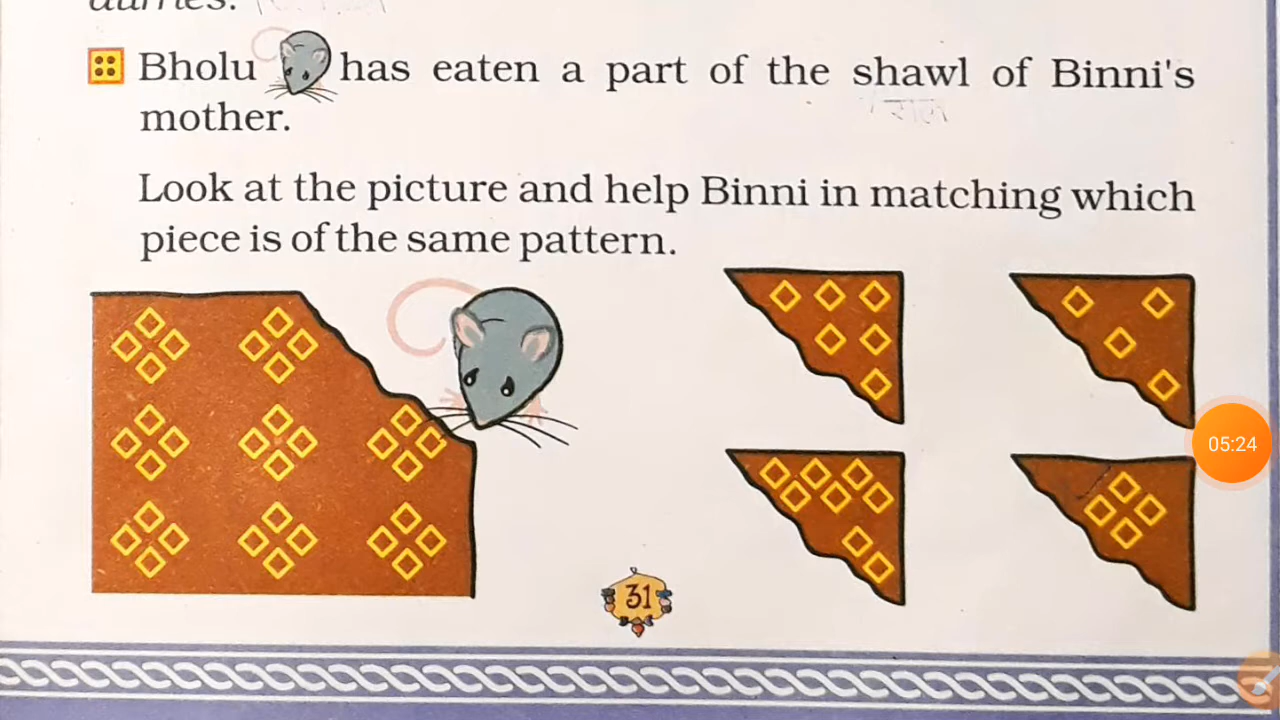 Bholu has eaten a part of the shawl of Binni's
mother.
शाल
Look at the picture and help Binni in matching which
piece is of the same pattern.
05:24
31